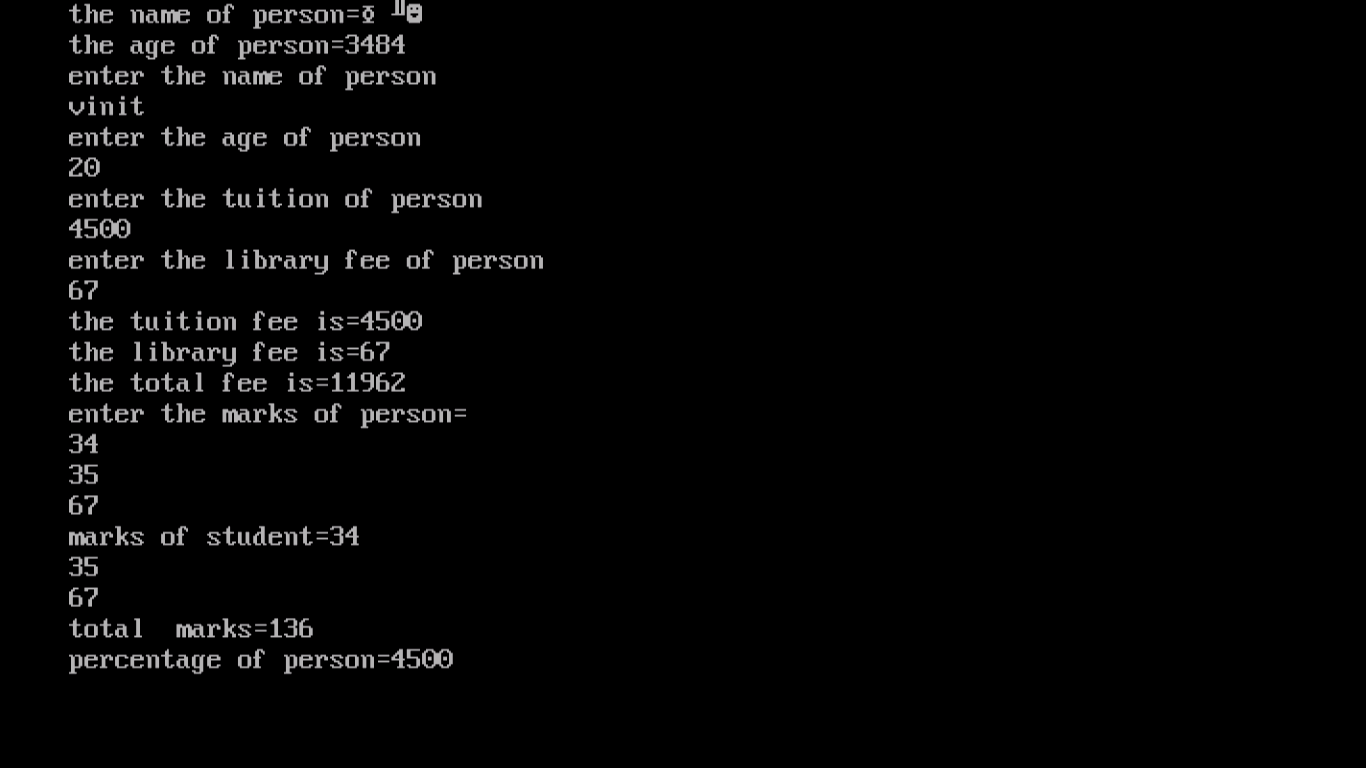 the name of person=
the age of person=3484
enter the name of person
vinit
enter the age of person
20
enter the tuition of person
4500
enter the library fee of person
67
the tuition fee is=4500
the library fee is=67
the total fee is=11962
enter the marks of person=
34
35
67
marks of student=34
35
67
total  marks=136
percentage of person=4500